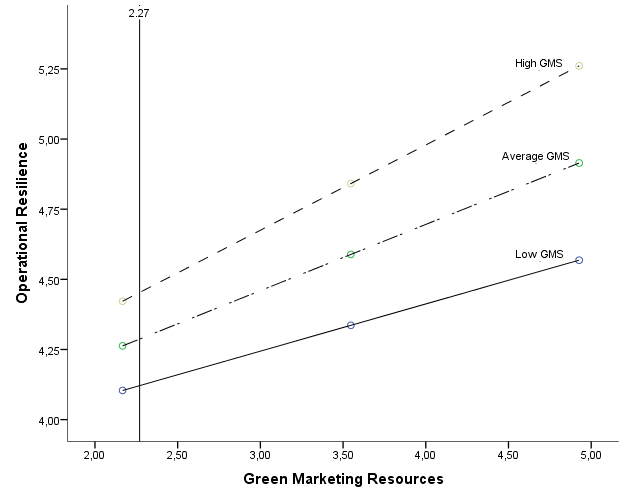 2.27
5,25
5,00
4,75
4,50
4,25
4,00
Operational Resilience
High GMS
Average GMS
Low GMS
2,00 2,50 3,00 3,50 4,00 4,50 5,00
Green Marketing Resources